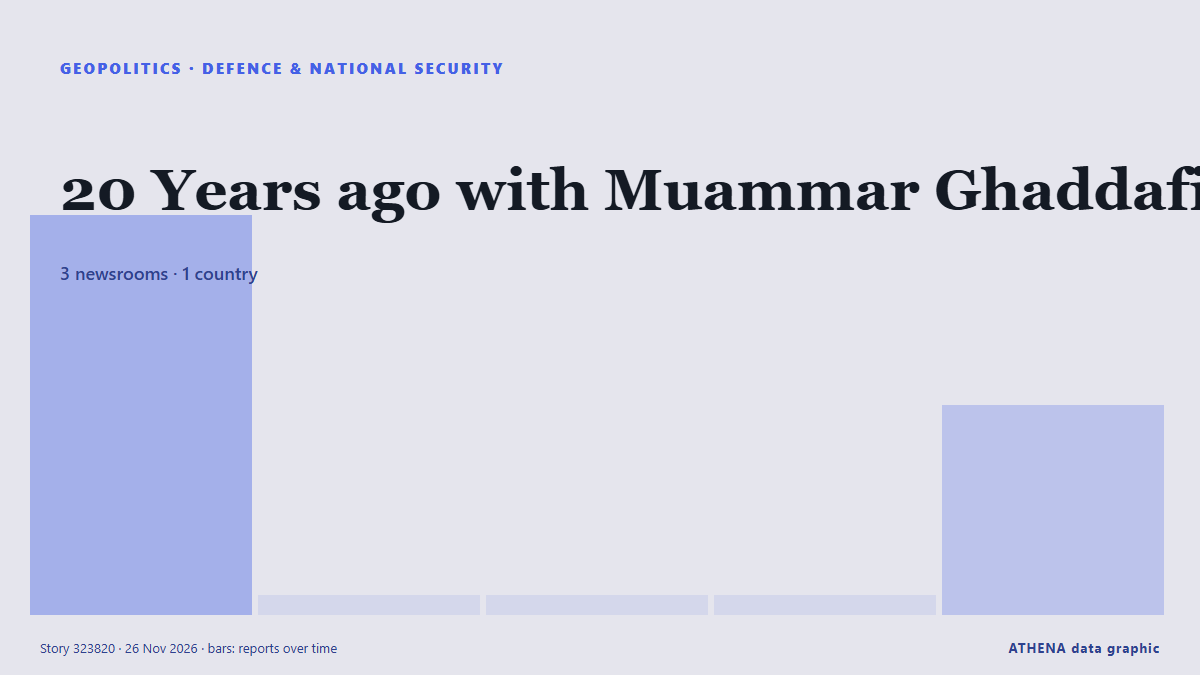 GEOPOLITICS · DEFENCE & NATIONAL SECURITY
20 Years ago with Muammar Ghaddafi
3 newsrooms · 1 country
Story 323820 · 26 Nov 2026 · bars: reports over time
ATHENA data graphic